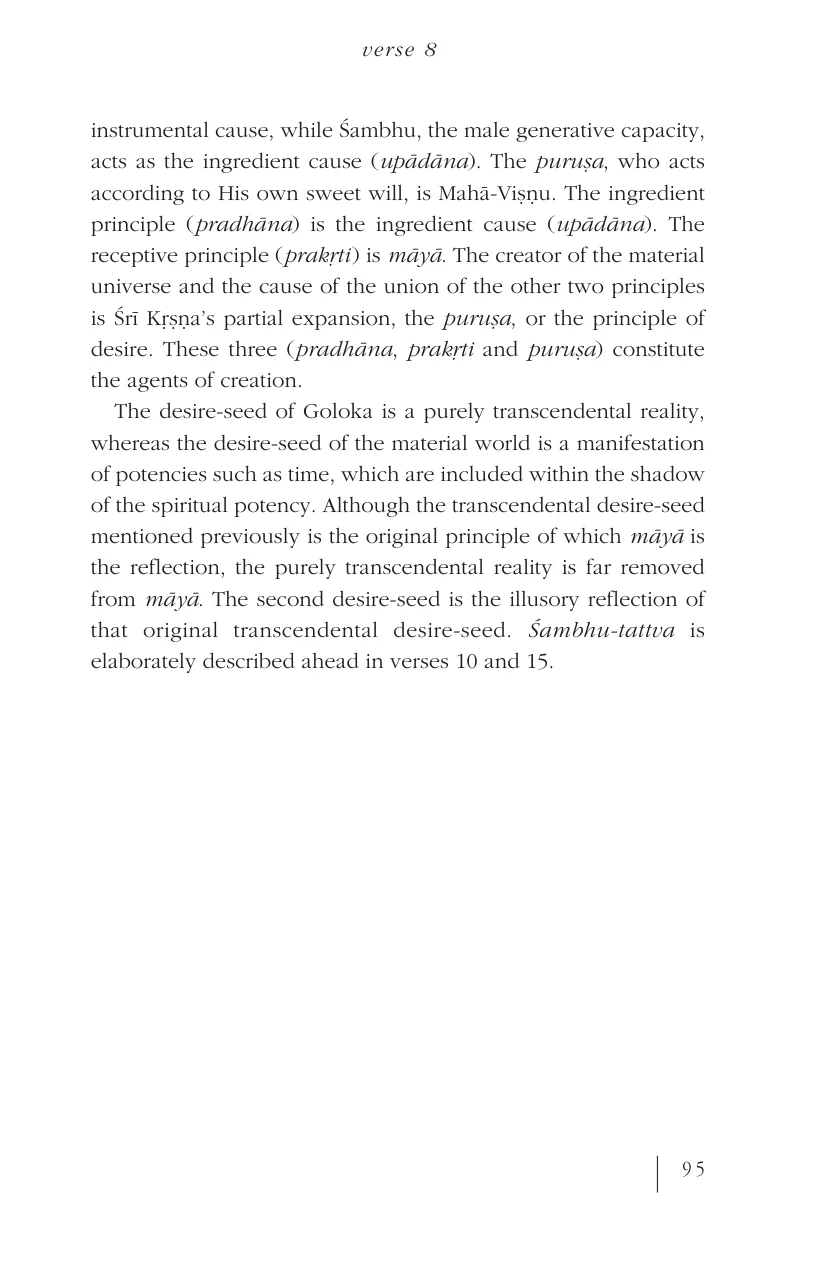 verse 8
instrumental cause, while Śambhu, the male generative capacity,
acts as the ingredient cause (upādāna). The puruṣa, who acts
according to His own sweet will, is Mahā-Viṣṇu. The ingredient
principle (pradhāna) is the ingredient cause (upādāna). The
receptive principle (prakṛti) is māyā. The creator of the material
universe and the cause of the union of the other two principles
is Śrī Kṛṣṇa’s partial expansion, the puruṣa, or the principle of
desire. These three (pradhāna, prakṛti and puruṣa) constitute
the agents of creation.
The desire-seed of Goloka is a purely transcendental reality,
whereas the desire-seed of the material world is a manifestation
of potencies such as time, which are included within the shadow
of the spiritual potency. Although the transcendental desire-seed
mentioned previously is the original principle of which māyā is
the reflection, the purely transcendental reality is far removed
from māyā. The second desire-seed is the illusory reflection of
that original transcendental desire-seed. Śambhu-tattva is
elaborately described ahead in verses 10 and 15.
95